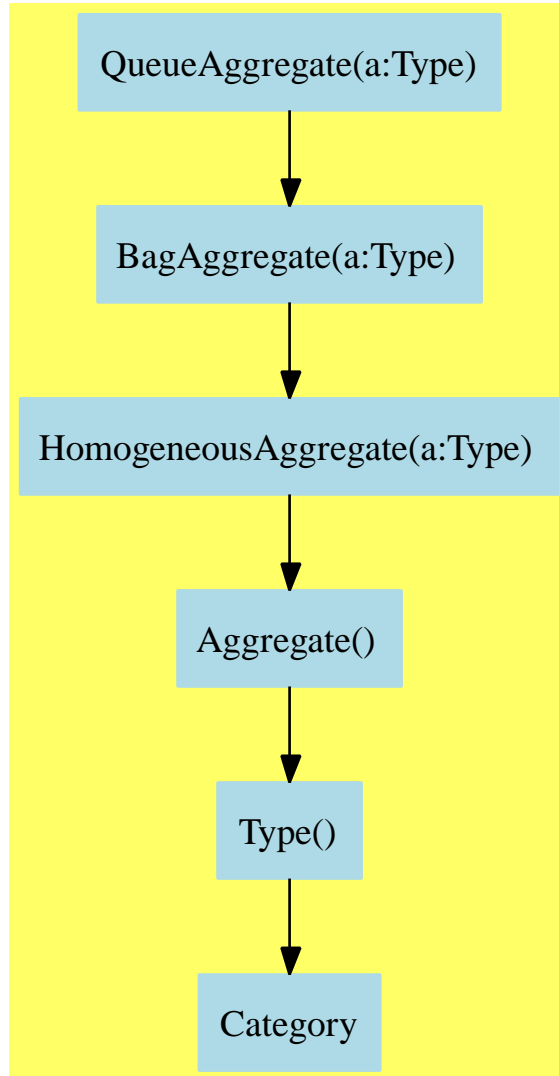 QueueAggregate(a:Type)
BagAggregate(a:Type)
HomogeneousAggregate(a:Type)
Aggregate()
Type()
Category